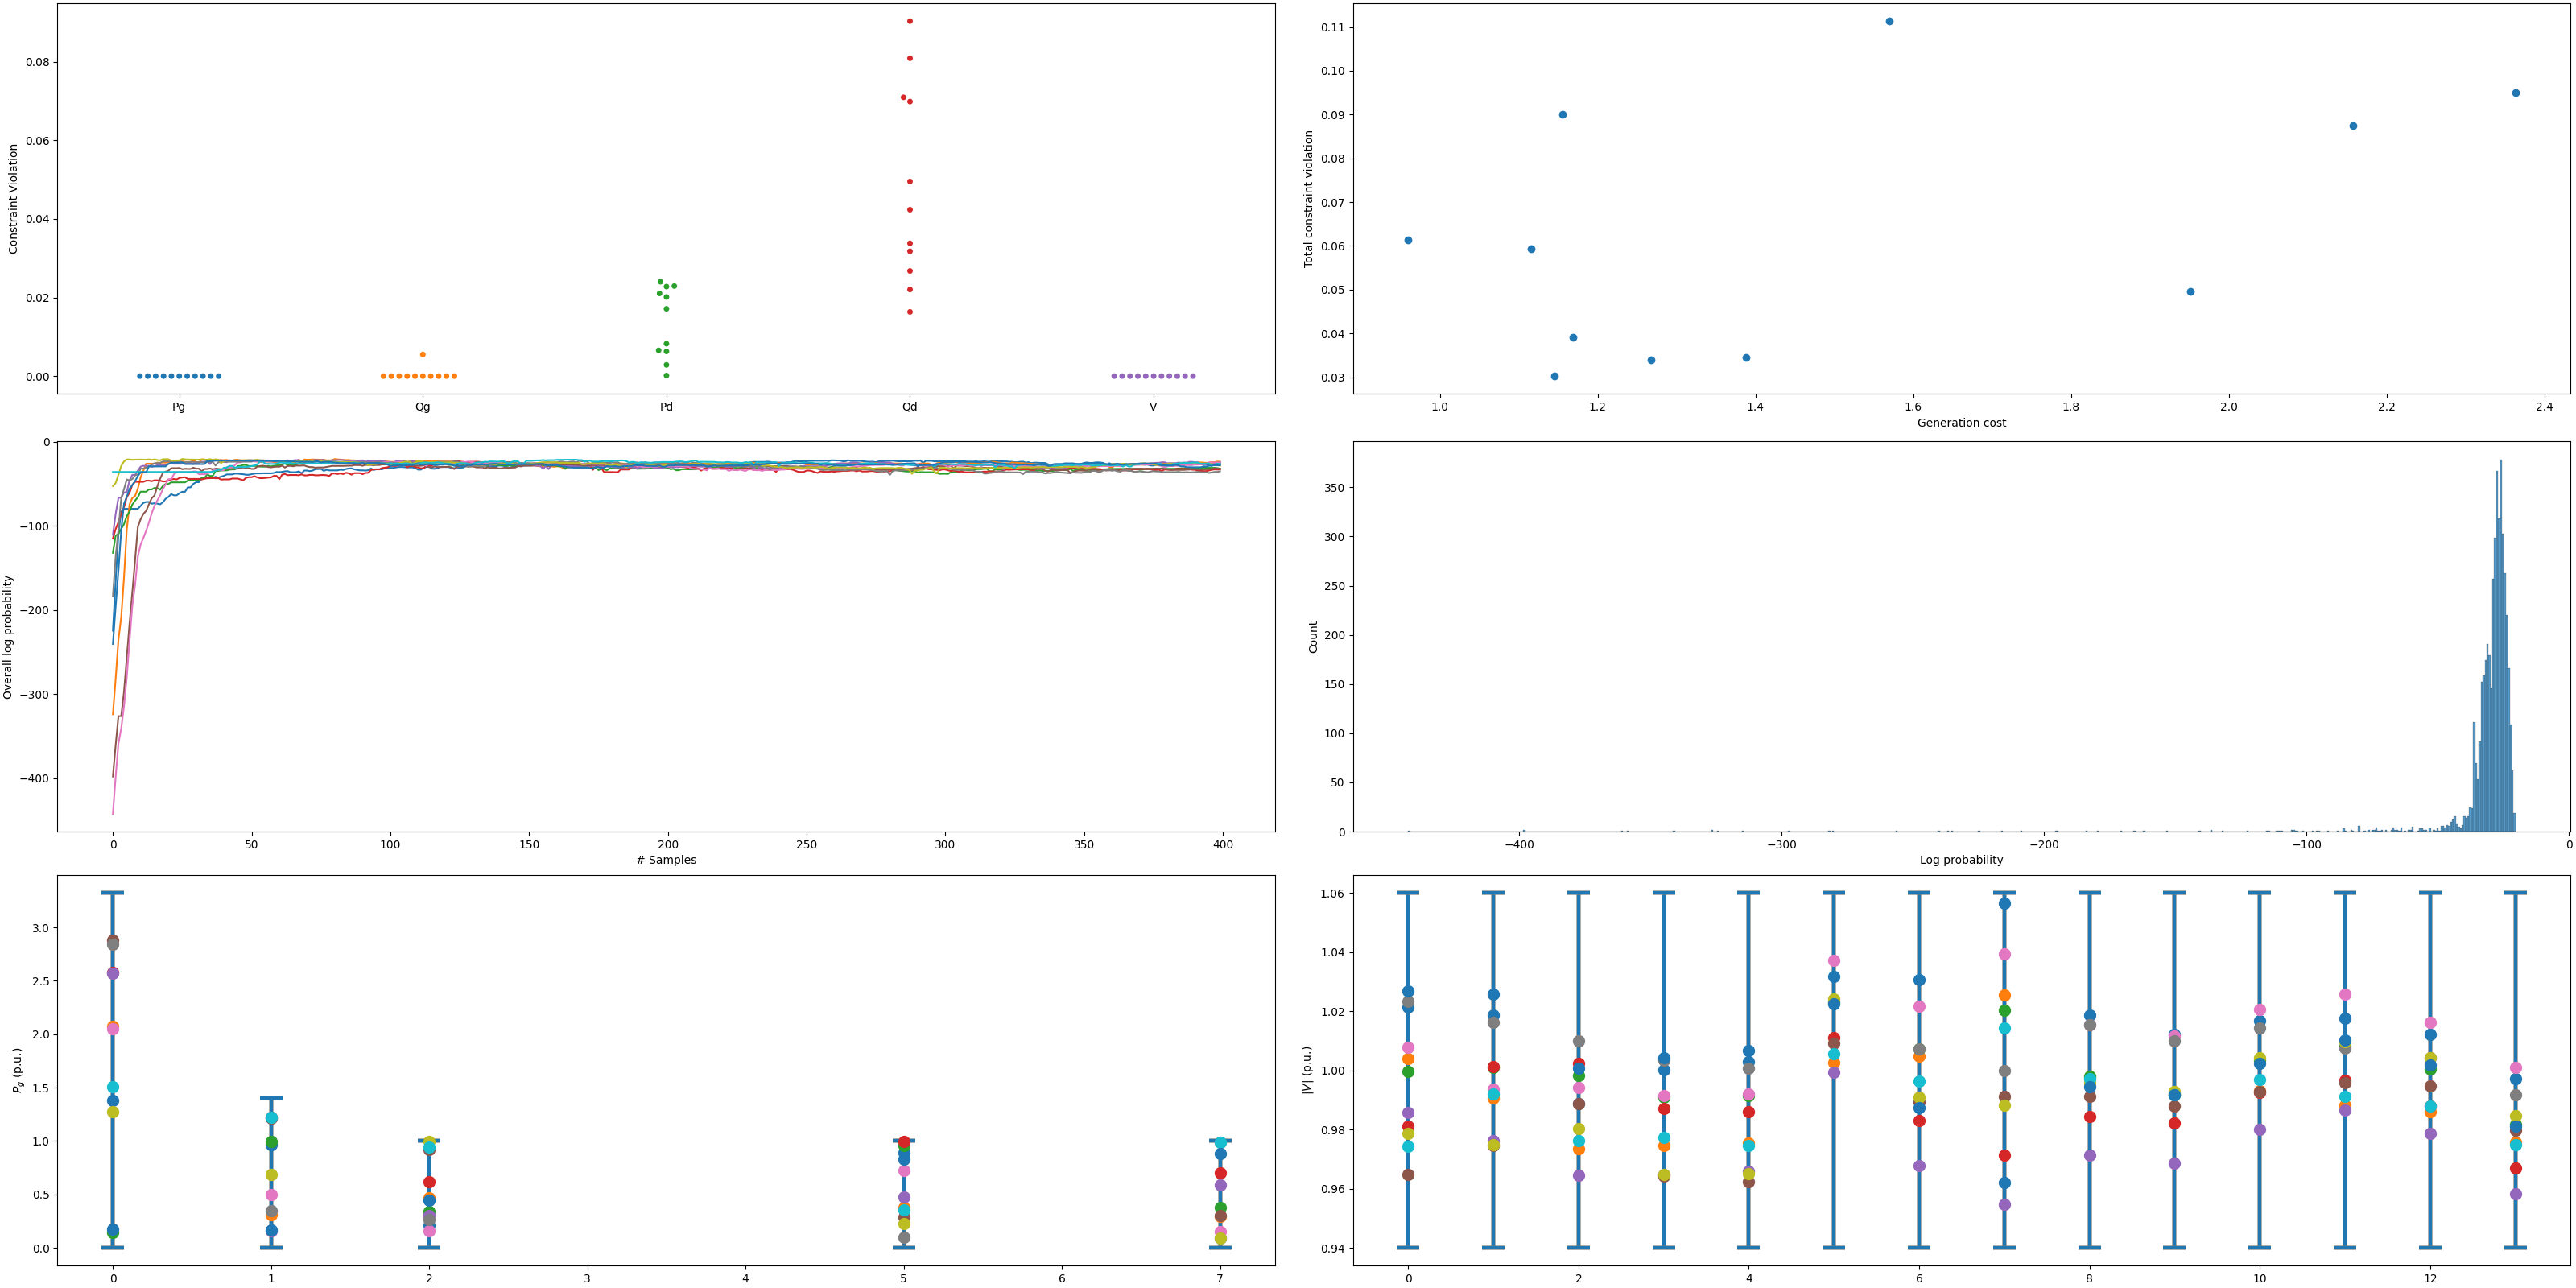 Constraint Violation
0.08
0.06
0.04
0.02
0.00
Pg Qg Pd Qd V
Total constraint violation
0.11
0.10
0.09
0.08
0.07
0.06
0.05
0.04
0.03
1.0 1.2 1.4 1.6 1.8 2.0 2.2 2.4
Generation cost
Overall log probability
0
−100
−200
−300
−400
0 50 100 150 200 250 300 350 400
# Samples
Count
350
300
250
200
150
100
50
0
−400 −300 −200 −100 0
Log probability
P_g (p.u.)
3.0
2.5
2.0
1.5
1.0
0.5
0.0
0 1 2 3 4 5 6 7
|V| (p.u.)
1.06
1.04
1.02
1.00
0.98
0.96
0.94
0 2 4 6 8 10 12